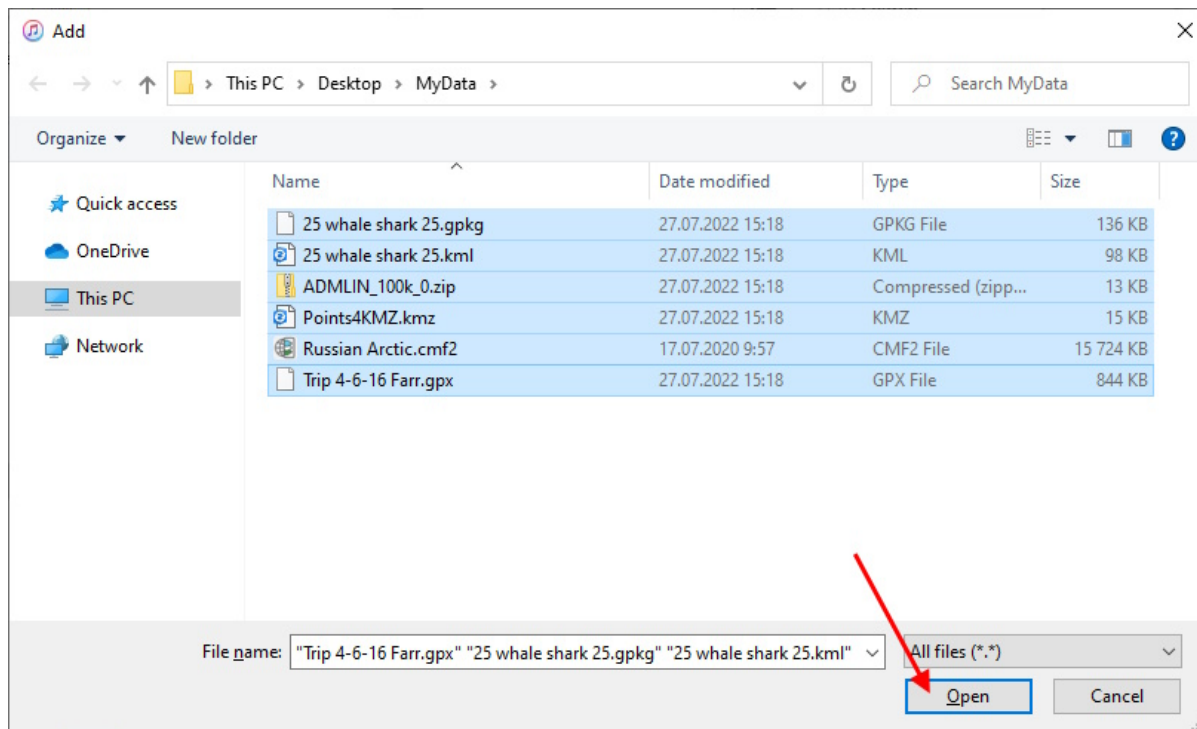 Add
This PC > Desktop > MyData >
Search MyData
Organize
New folder
Name Date modified Type Size
Quick access
OneDrive
This PC
Network
25 whale shark 25.gpkg 27.07.2022 15:18 GPKG File 136 KB
25 whale shark 25.kml 27.07.2022 15:18 KML 98 KB
ADMLIN_100k_0.zip 27.07.2022 15:18 Compressed (zipp... 13 KB
Points4KMZ.kmz 27.07.2022 15:18 KMZ 15 KB
Russian Arctic.cmf2 17.07.2020 9:57 CMF2 File 15 724 KB
Trip 4-6-16 Farr.gpx 27.07.2022 15:18 GPX File 844 KB
File name: "Trip 4-6-16 Farr.gpx" "25 whale shark 25.gpkg" "25 whale shark 25.kml" All files (*.*)
Open Cancel